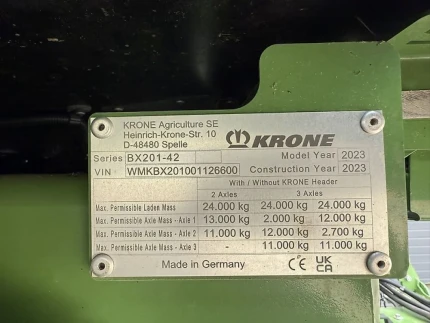 KRONE Agriculture SE
Heinrich-Krone-Str. 10
D-48480 Spelle
KRONE
Series BX201-42 Model Year 2023
VIN WMKBX201001126600 Construction Year 2023
With / Without KRONE Header
2 Axles 3 Axles
Max. Permissible Laden Mass 24.000 kg 24.000 kg 24.000 kg
Max. Permissible Axle Mass - Axle 1 13.000 kg 2.000 kg 12.000 kg
Max. Permissible Axle Mass - Axle 2 11.000 kg 12.000 kg 2,700 kg
Max. Permissible Axle Mass - Axle 3 - 11.000 kg 11.000 kg
Made in Germany CE UK CA